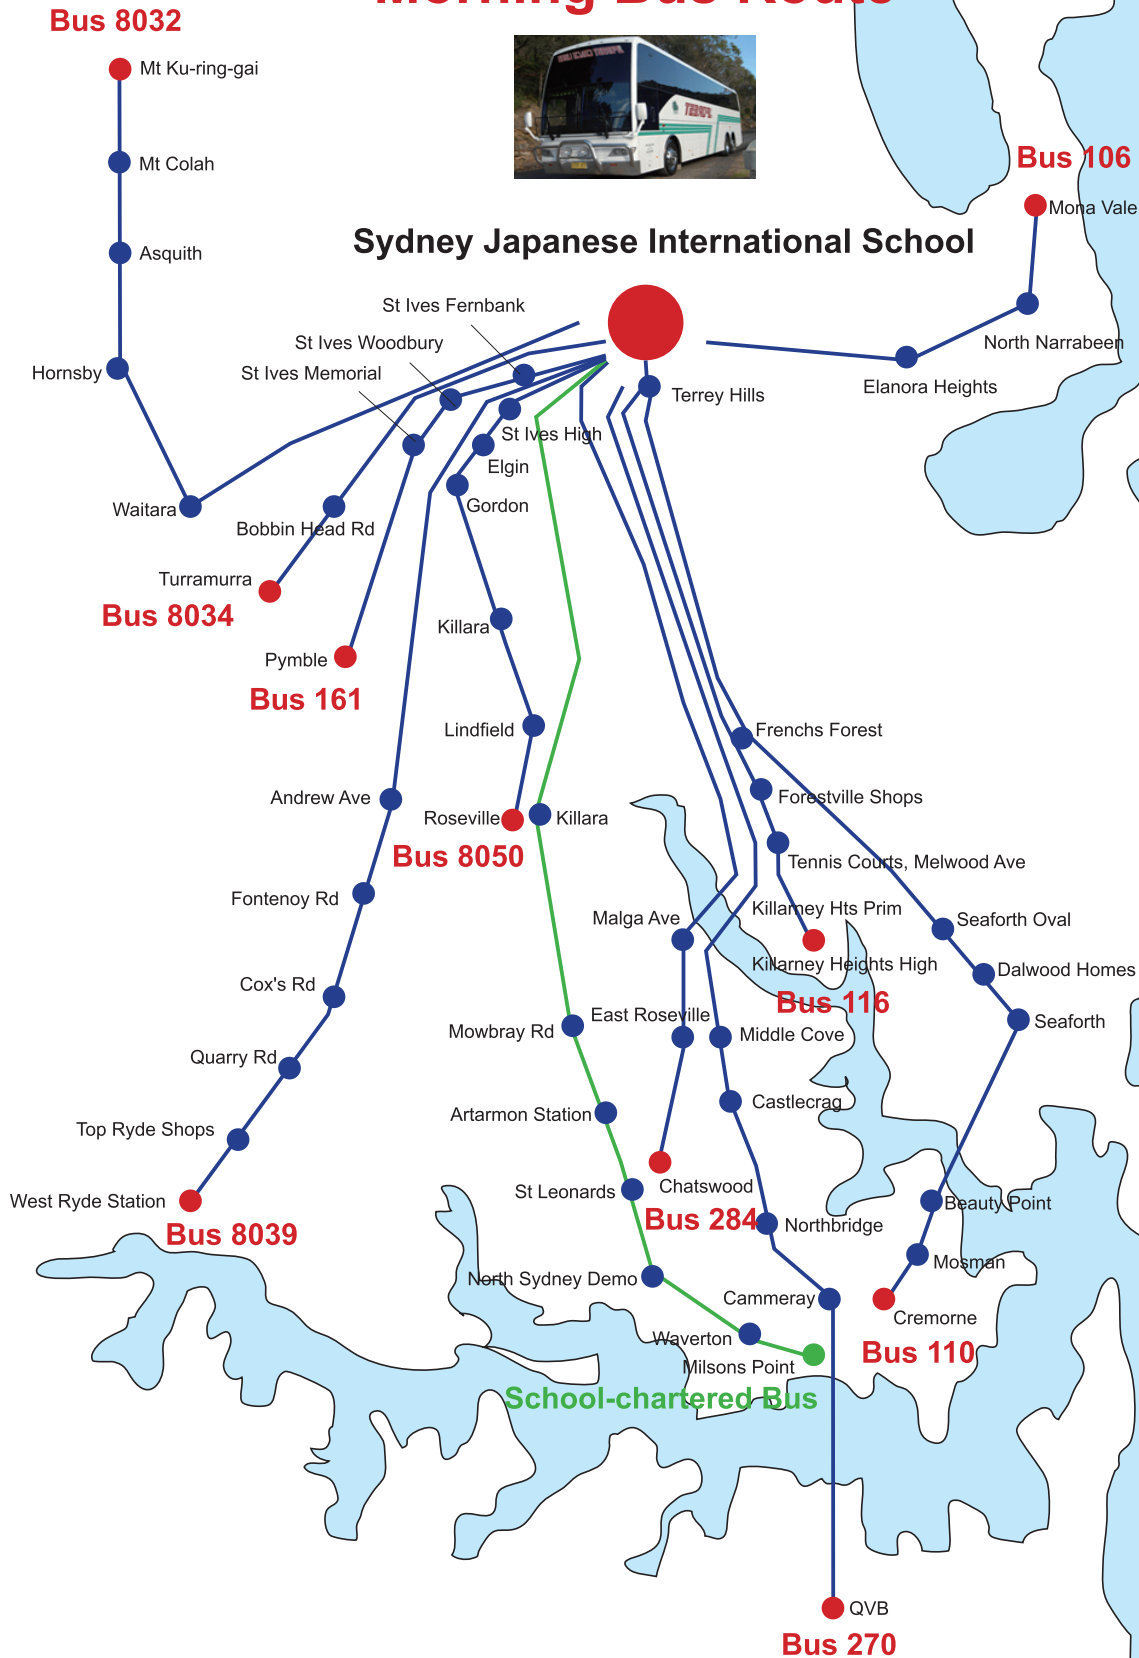 Morning Bus Route
Bus 8032
Mt Ku-ring-gai
Mt Colah
Bus 106
Mona Vale
Asquith
Sydney Japanese International School
St Ives Fernbank
St Ives Woodbury
North Narrabeen
Hornsby
St Ives Memorial
Elanora Heights
Terrey Hills
St Ives High
Elgin
Gordon
Waitara
Bobbin Head Rd
Turramurra
Bus 8034
Killara
Pymble
Bus 161
Lindfield
Frenchs Forest
Andrew Ave
Forestville Shops
Roseville
Killara
Bus 8050
Tennis Courts, Melwood Ave
Fontenoy Rd
Killarney Hts Prim
Malga Ave
Seaforth Oval
Killarney Heights High
Dalwood Homes
Cox's Rd
Bus 116
East Roseville
Seaforth
Mowbray Rd
Middle Cove
Quarry Rd
Castlecrag
Artarmon Station
Top Ryde Shops
Chatswood
St Leonards
West Ryde Station
Beauty Point
Bus 284
Northbridge
Bus 8039
Mosman
North Sydney Demo
Cammeray
Cremorne
Waverton
Bus 110
Milsons Point
School-chartered Bus
QVB
Bus 270